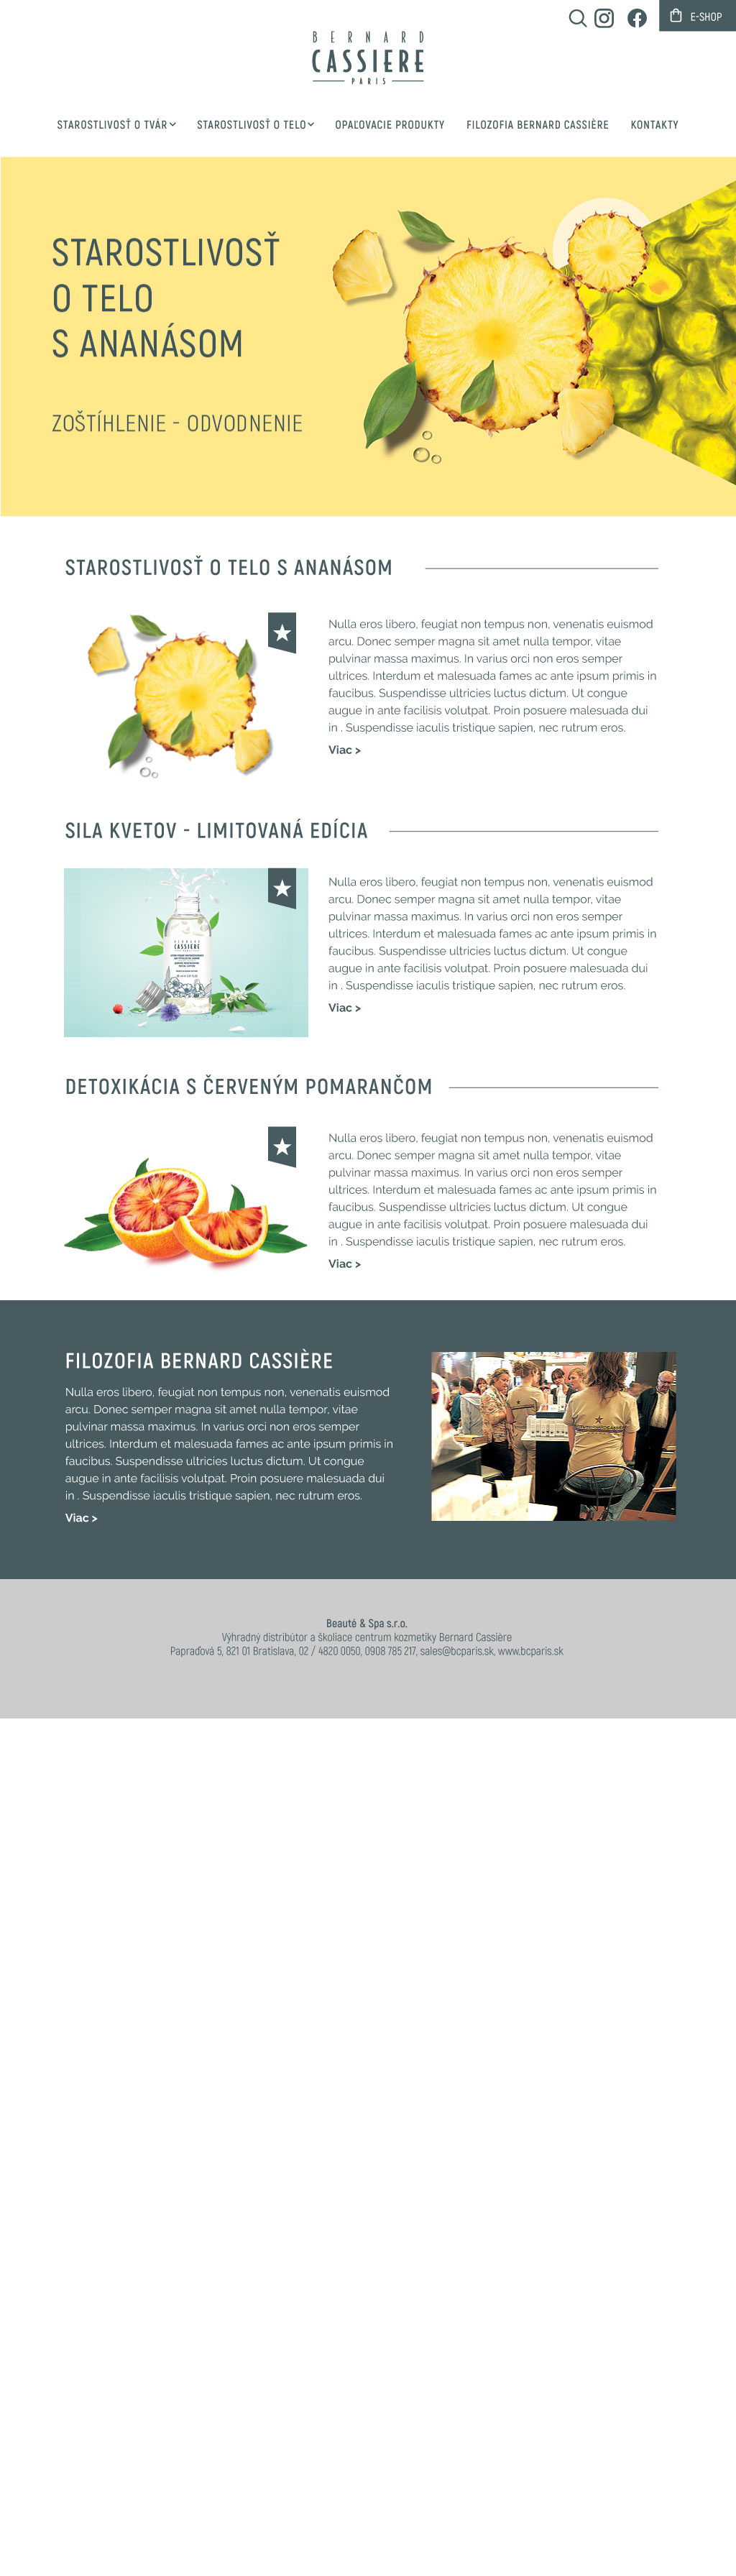 E-SHOP
BERNARD
CASSIERE
PARIS
STAROSTLIVOSŤ O TVÁR
STAROSTLIVOSŤ O TELO
OPAĽOVACIE PRODUKTY
FILOZOFIA BERNARD CASSIÈRE
KONTAKTY
STAROSTLIVOSŤ
O TELO
S ANANÁSOM
ZOŠTÍHLENIE - ODVODNENIE
STAROSTLIVOSŤ O TELO S ANANÁSOM
Nulla eros libero, feugiat non tempus non, venenatis euismod
arcu. Donec semper magna sit amet nulla tempor, vitae
pulvinar massa maximus. In varius orci non eros semper
ultrices. Interdum et malesuada fames ac ante ipsum primis in
faucibus. Suspendisse ultricies luctus dictum. Ut congue
augue in ante facilisis volutpat. Proin posuere malesuada dui
in . Suspendisse iaculis tristique sapien, nec rutrum eros.
Viac >
SILA KVETOV - LIMITOVANÁ EDÍCIA
BERNARD
CASSIERE
Nulla eros libero, feugiat non tempus non, venenatis euismod
arcu. Donec semper magna sit amet nulla tempor, vitae
pulvinar massa maximus. In varius orci non eros semper
ultrices. Interdum et malesuada fames ac ante ipsum primis in
faucibus. Suspendisse ultricies luctus dictum. Ut congue
augue in ante facilisis volutpat. Proin posuere malesuada dui
in . Suspendisse iaculis tristique sapien, nec rutrum eros.
Viac >
DETOXIKÁCIA S ČERVENÝM POMARANČOM
Nulla eros libero, feugiat non tempus non, venenatis euismod
arcu. Donec semper magna sit amet nulla tempor, vitae
pulvinar massa maximus. In varius orci non eros semper
ultrices. Interdum et malesuada fames ac ante ipsum primis in
faucibus. Suspendisse ultricies luctus dictum. Ut congue
augue in ante facilisis volutpat. Proin posuere malesuada dui
in . Suspendisse iaculis tristique sapien, nec rutrum eros.
Viac >
FILOZOFIA BERNARD CASSIÈRE
Nulla eros libero, feugiat non tempus non, venenatis euismod
arcu. Donec semper magna sit amet nulla tempor, vitae
pulvinar massa maximus. In varius orci non eros semper
ultrices. Interdum et malesuada fames ac ante ipsum primis in
faucibus. Suspendisse ultricies luctus dictum. Ut congue
augue in ante facilisis volutpat. Proin posuere malesuada dui
in . Suspendisse iaculis tristique sapien, nec rutrum eros.
Viac >
Beauté & Spa s.r.o.
Výhradný distribútor a školiace centrum kozmetiky Bernard Cassière
Papraďová 5, 821 01 Bratislava, 02 / 4820 0050, 0908 785 217, sales@bcparis.sk, www.bcparis.sk